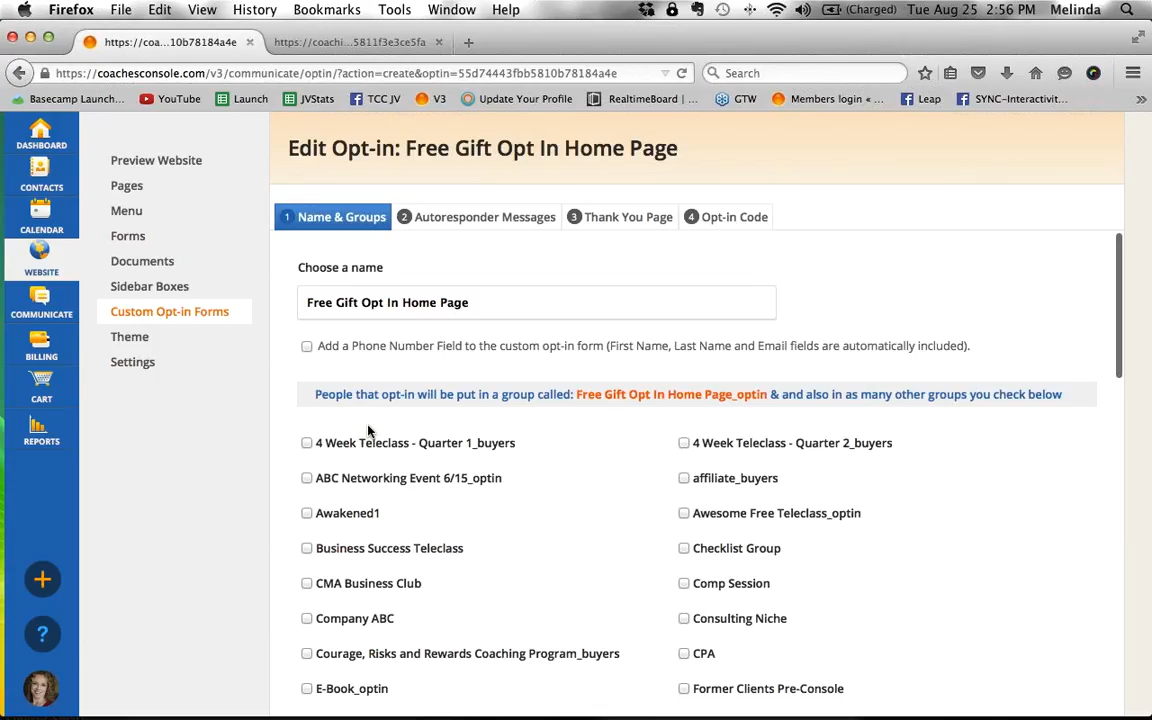 Firefox File Edit View History Bookmarks Tools Window Help (Charged) Tue Aug 25 2:56 PM Melinda
https://coa...10b78184a4e https://coachi...5811f3e3ce5fa
https://coachesconsole.com/v3/communicate/optin/?action=create&optin=55d74443fbb5810b78184a4e Search
Basecamp Launch... YouTube Launch JVStats TCC JV V3 Update Your Profile RealtimeBoard | ... GTW Members login « ... Leap SYNC-Interactivit...
DASHBOARD
CONTACTS
CALENDAR
WEBSITE
COMMUNICATE
BILLING
CART
REPORTS
?
Preview Website
Pages
Menu
Forms
Documents
Sidebar Boxes
Custom Opt-in Forms
Theme
Settings
Edit Opt-in: Free Gift Opt In Home Page
1 Name & Groups 2 Autoresponder Messages 3 Thank You Page 4 Opt-in Code
Choose a name
Free Gift Opt In Home Page
Add a Phone Number Field to the custom opt-in form (First Name, Last Name and Email fields are automatically included).
People that opt-in will be put in a group called: Free Gift Opt In Home Page_optin & and also in as many other groups you check below
4 Week Teleclass - Quarter 1_buyers 4 Week Teleclass - Quarter 2_buyers
ABC Networking Event 6/15_optin affiliate_buyers
Awakened1 Awesome Free Teleclass_optin
Business Success Teleclass Checklist Group
CMA Business Club Comp Session
Company ABC Consulting Niche
Courage, Risks and Rewards Coaching Program_buyers CPA
E-Book_optin Former Clients Pre-Console